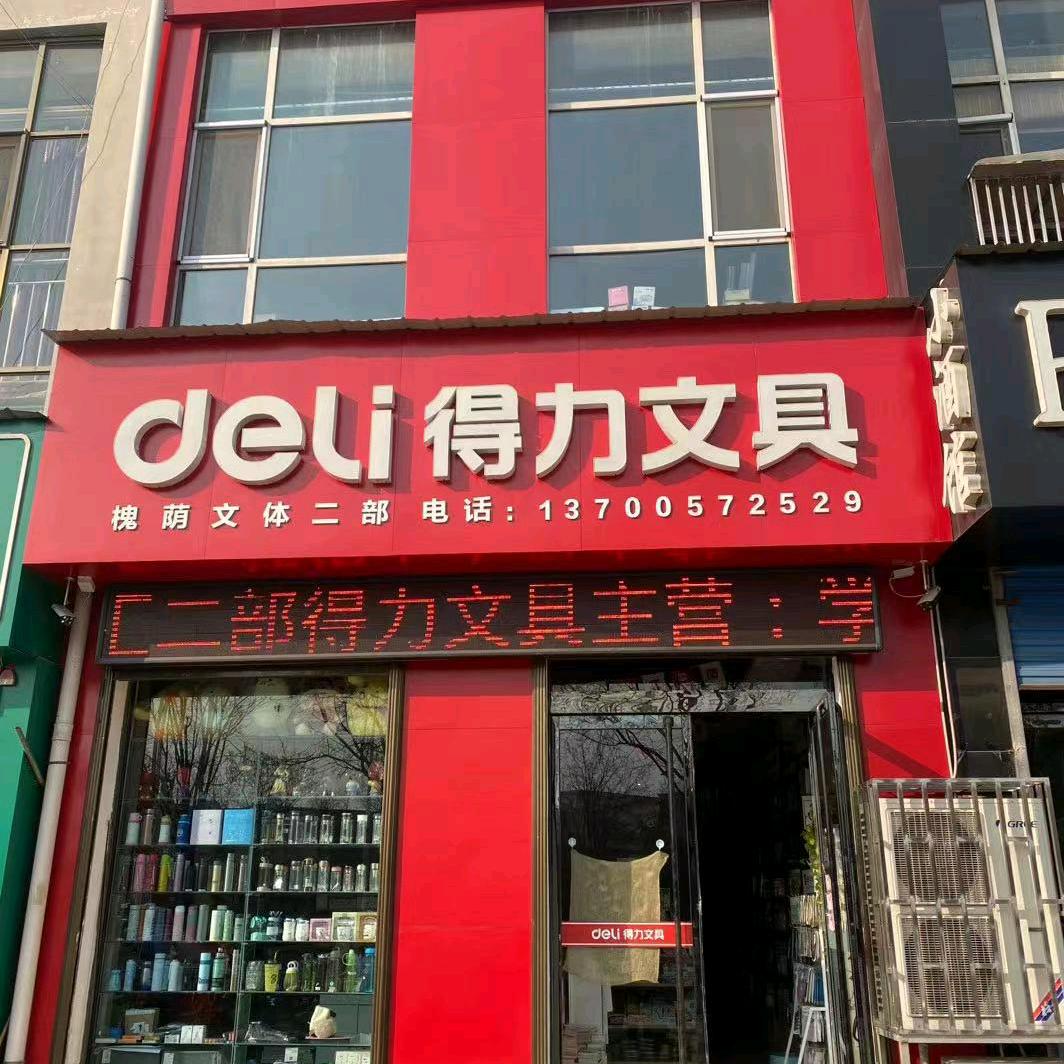 deli 得力文具
槐荫文体二部 电话:13700572529
二部得力文具主营:学
deli 得力文具
GREE